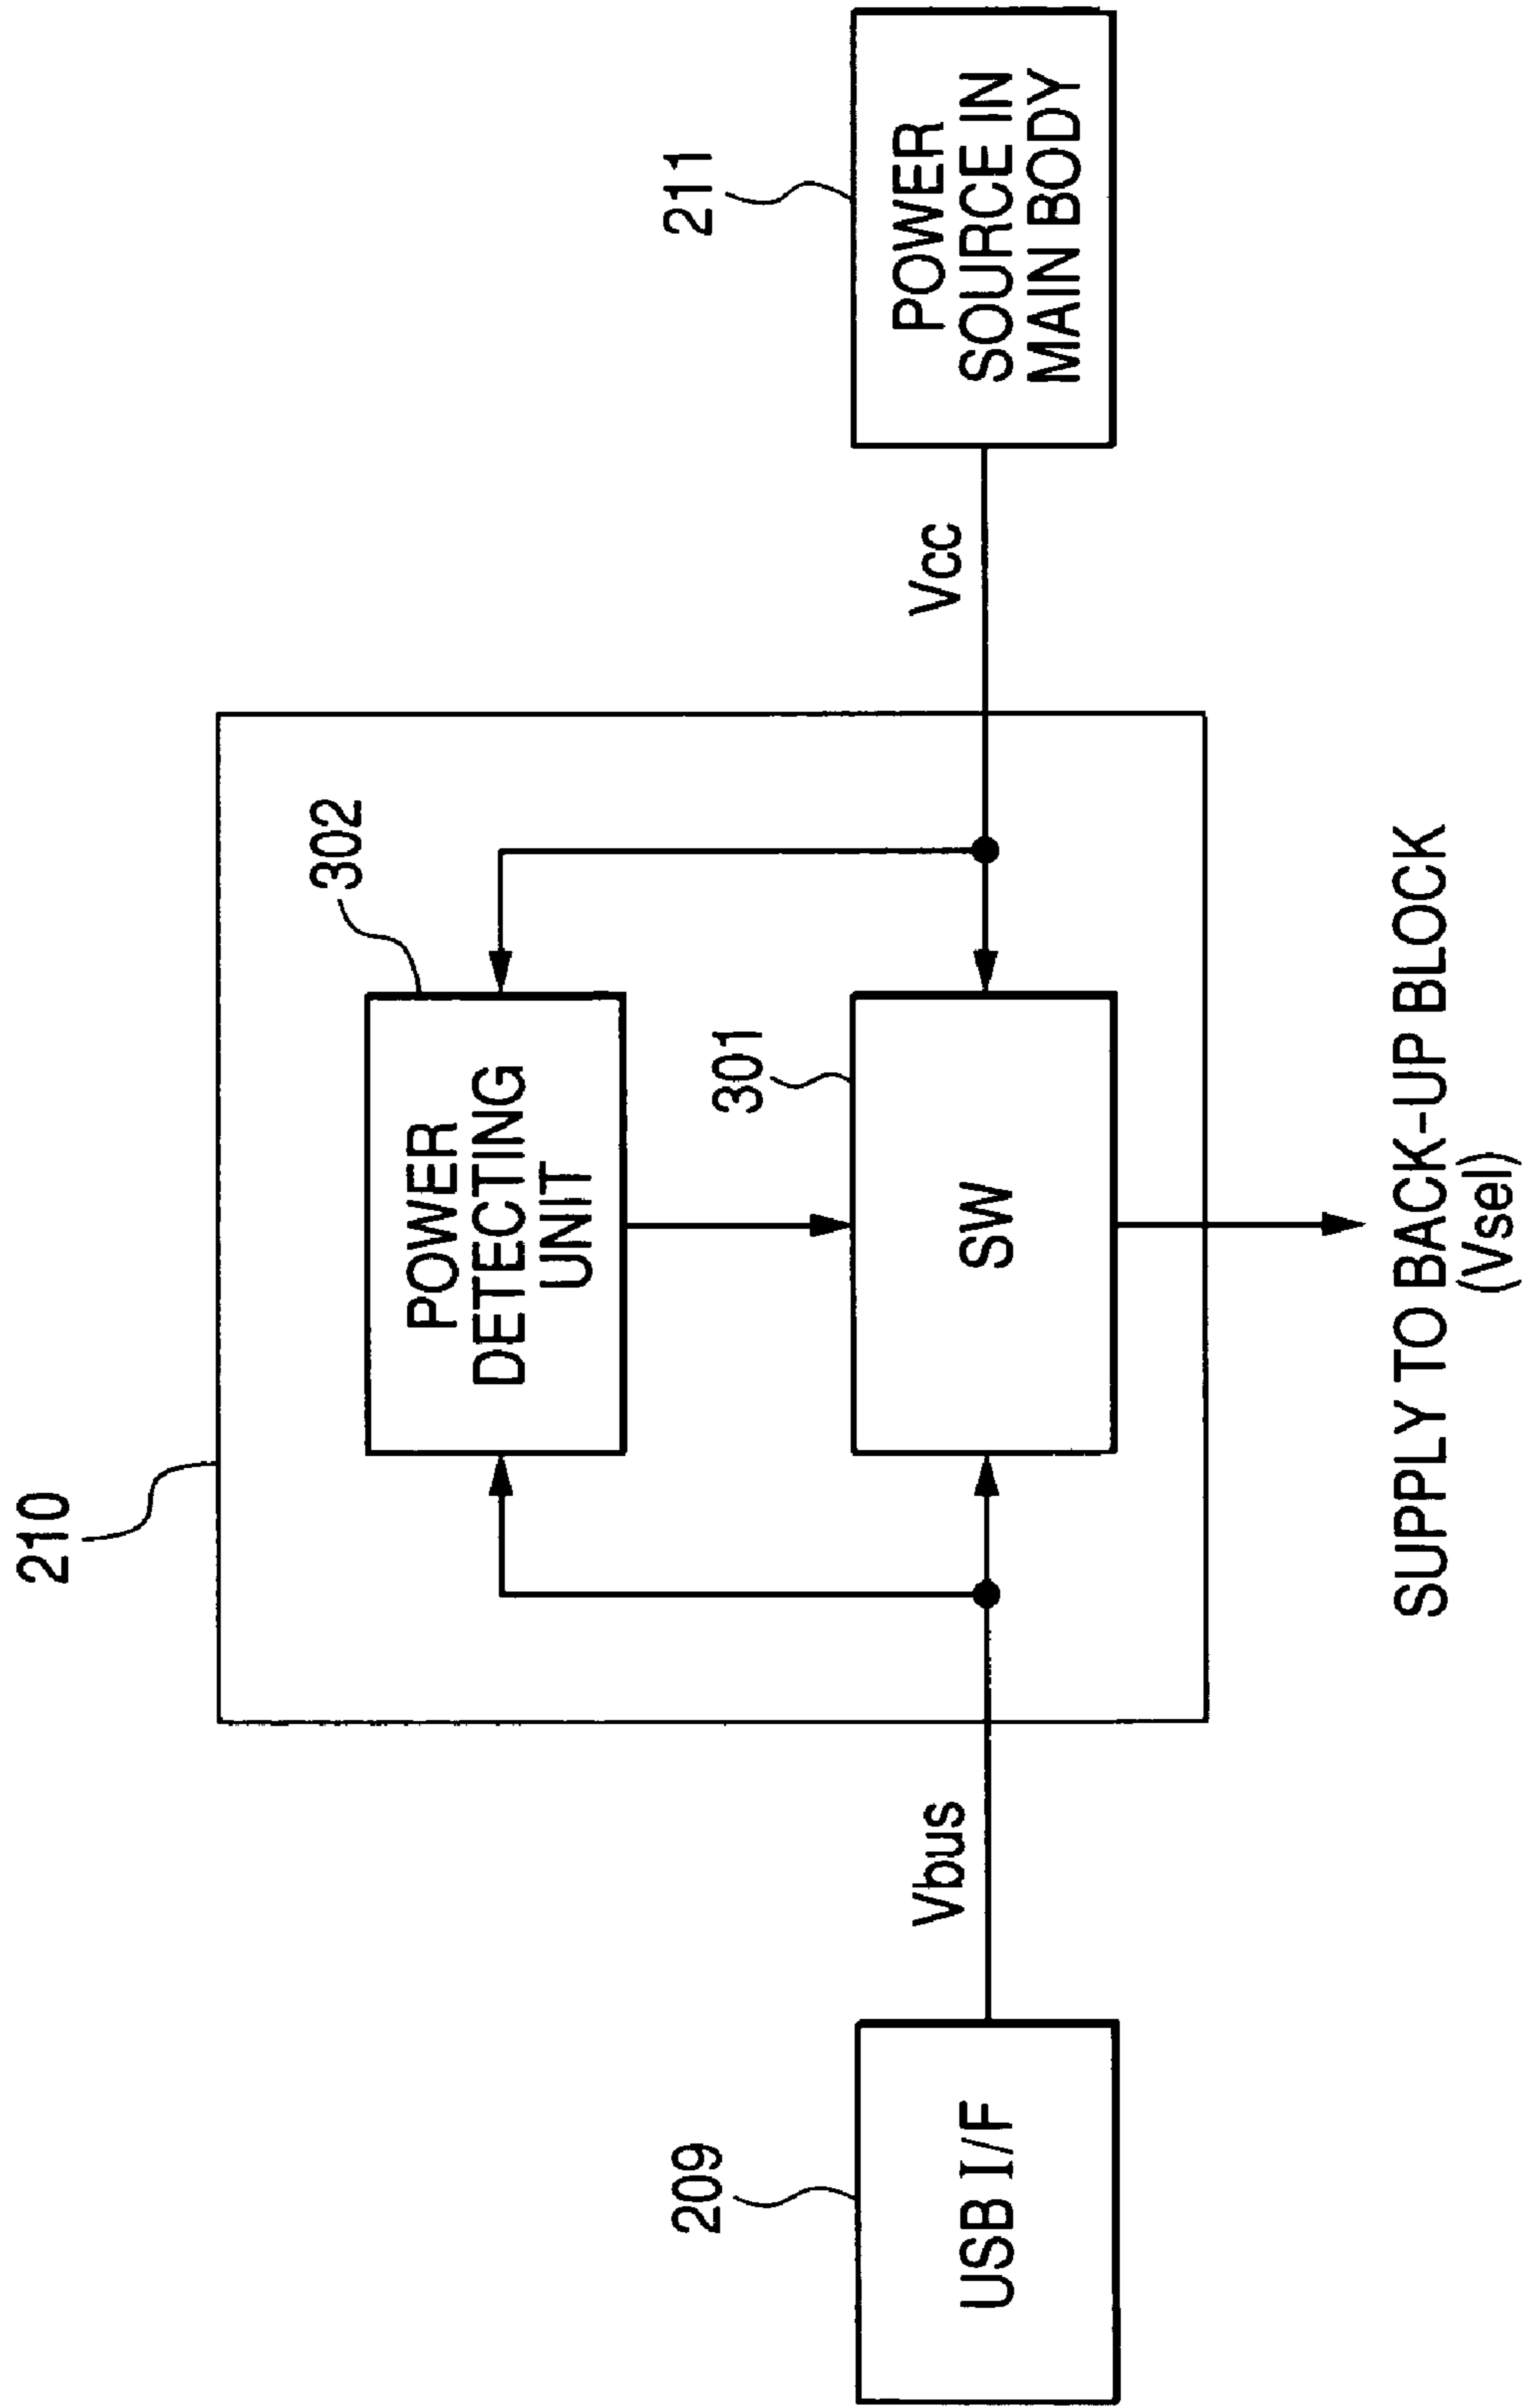 210
302
POWER
DETECTING
UNIT
209
USB I/F
Vbus
301
SW
Vcc
211
POWER
SOURCE IN
MAIN BODY
SUPPLY TO BACK-UP BLOCK
(Vsel)